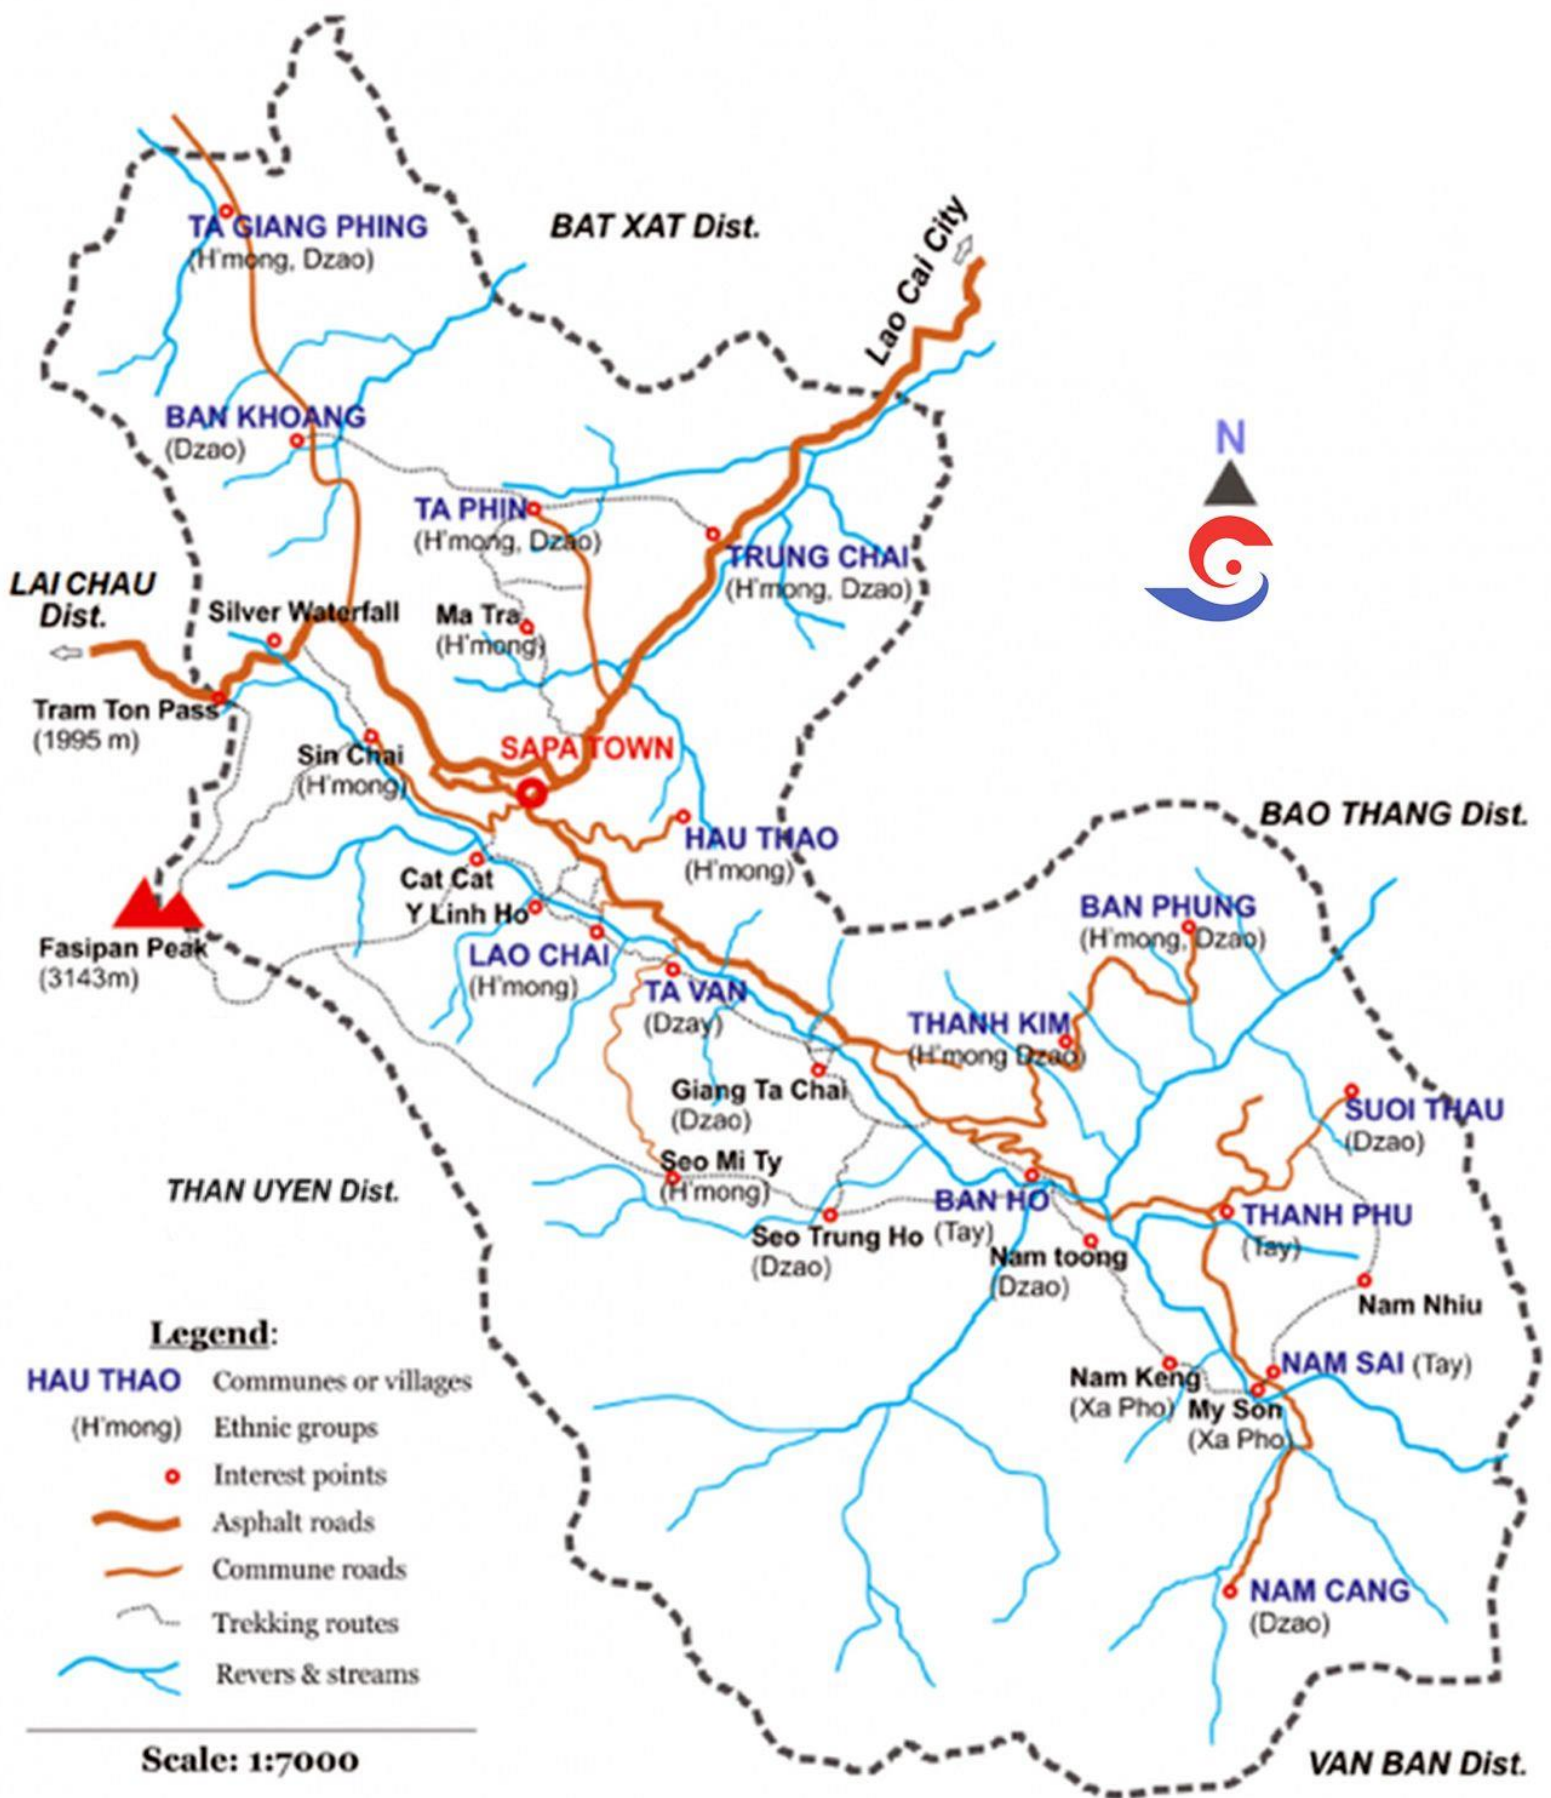 BAT XAT Dist.
Lao Cai City
TA GIANG PHING
(H'mong, Dzao)
BAN KHOANG
(Dzao)
N
TA PHIN
(H'mong, Dzao)
TRUNG CHAI
(H'mong, Dzao)
LAI CHAU
Dist.
Silver Waterfall
Ma Tra
(H'mong)
Tram Ton Pass
(1995 m)
Sin Chai
(H'mong)
SAPA TOWN
HAU THAO
(H'mong)
BAO THANG Dist.
Cat Cat
Y Linh Ho
Fasipan Peak
(3143m)
LAO CHAI
(H'mong)
TA VAN
(Dzay)
BAN PHUNG
(H'mong, Dzao)
THANH KIM
(H'mong Dzao)
Giang Ta Chai
(Dzao)
SUOI THAU
(Dzao)
THAN UYEN Dist.
Seo Mi Ty
(H'mong)
Seo Trung Ho
(Dzao)
BAN HO
(Tay)
Nam toong
(Dzao)
THANH PHU
(Tay)
Nam Nhiu
NAM SAI (Tay)
Nam Keng
(Xa Pho)
My Son
(Xa Pho)
NAM CANG
(Dzao)
VAN BAN Dist.
Legend:
HAU THAO Communes or villages
(H'mong) Ethnic groups
Interest points
Asphalt roads
Commune roads
Trekking routes
Revers & streams
Scale: 1:7000